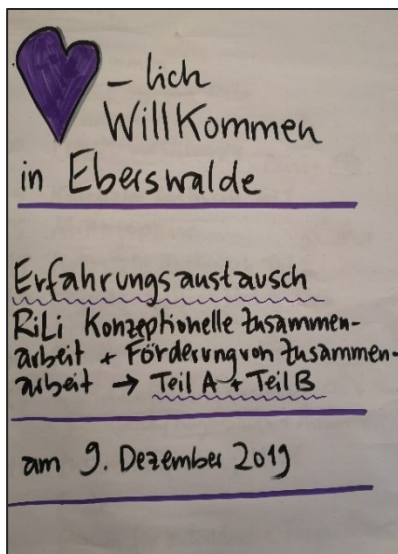 – lich
Willkommen
in Eberswalde
Erfahrungsaustausch
RiLi Konzeptionelle Zusammen-
arbeit + Förderung von Zusammen-
arbeit → Teil A + Teil B
am 9. Dezember 2019